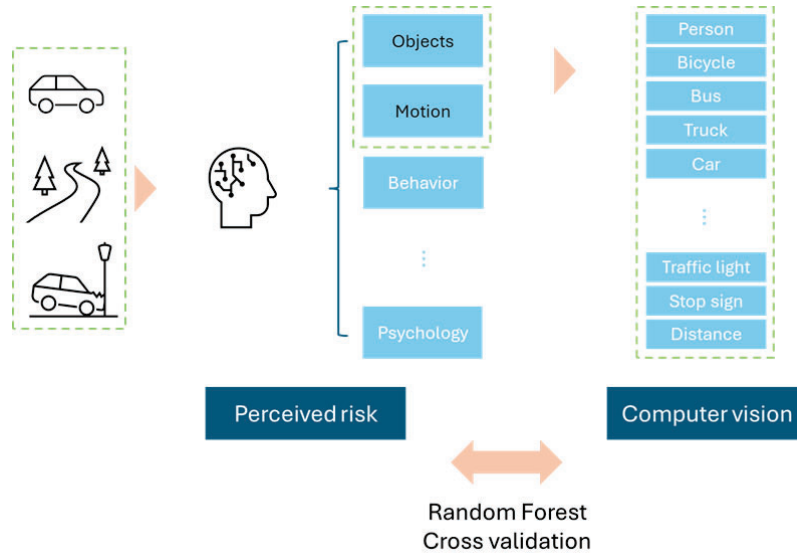 Objects
Motion
Behavior
Psychology
Person
Bicycle
Bus
Truck
Car
Traffic light
Stop sign
Distance
Perceived risk
Computer vision
Random Forest
Cross validation